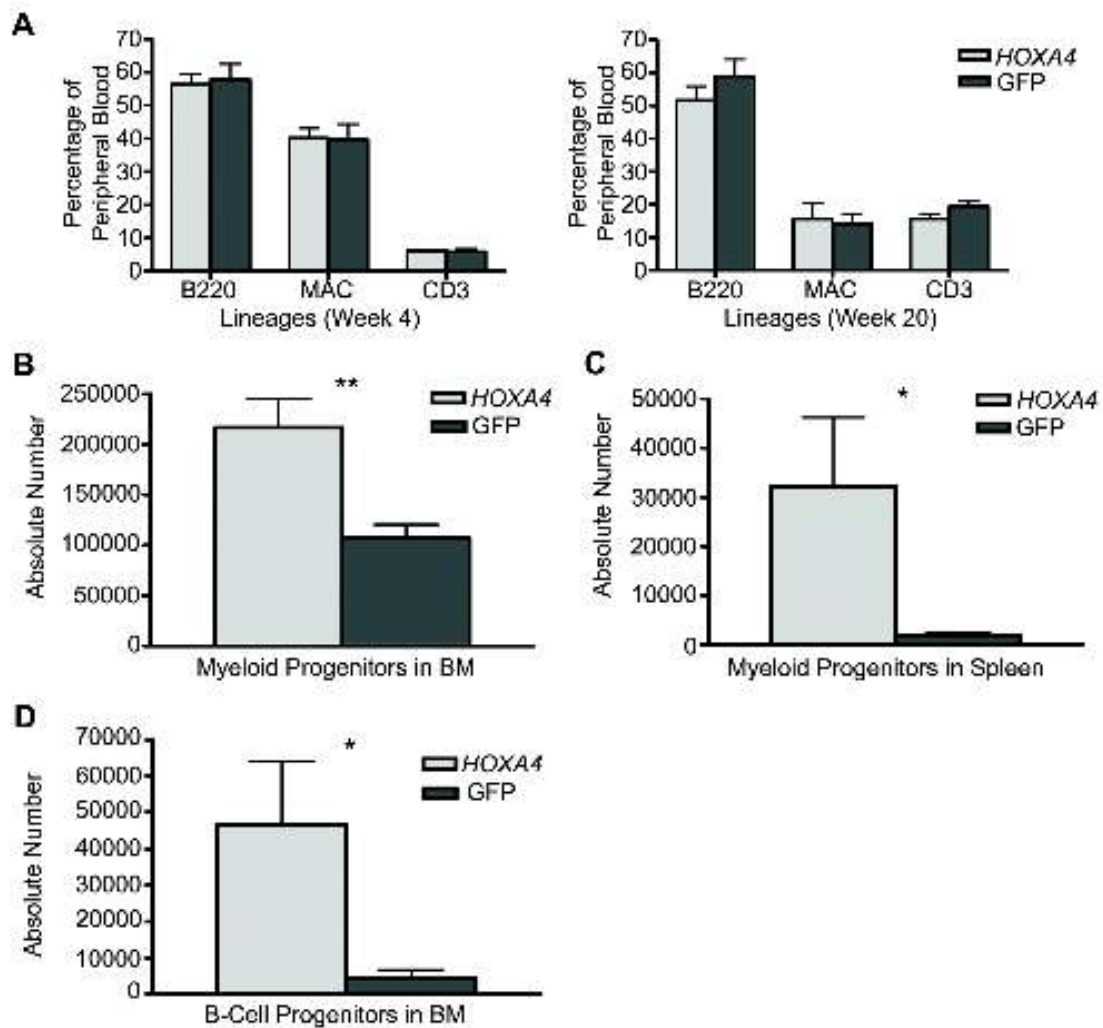 A
Percentage of
Peripheral Blood
70
60
50
40
30
20
10
0
B220 MAC CD3
Lineages (Week 4)
Percentage of
Peripheral Blood
70
60
50
40
30
20
10
0
B220 MAC CD3
Lineages (Week 20)
HOXA4
GFP
B
Absolute Number
250000
200000
150000
100000
50000
0
**
HOXA4
GFP
Myeloid Progenitors in BM
C
Absolute Number
50000
40000
30000
20000
10000
0
*
HOXA4
GFP
Myeloid Progenitors in Spleen
D
Absolute Number
70000
60000
50000
40000
30000
20000
10000
0
*
HOXA4
GFP
B-Cell Progenitors in BM